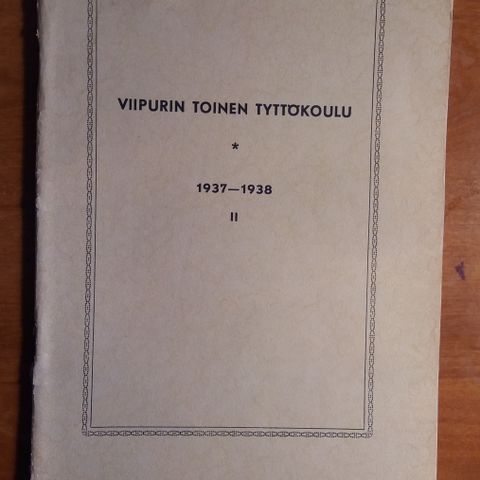 VIIPURIN TOINEN TYTTÖKOULU
*
1937—1938
II